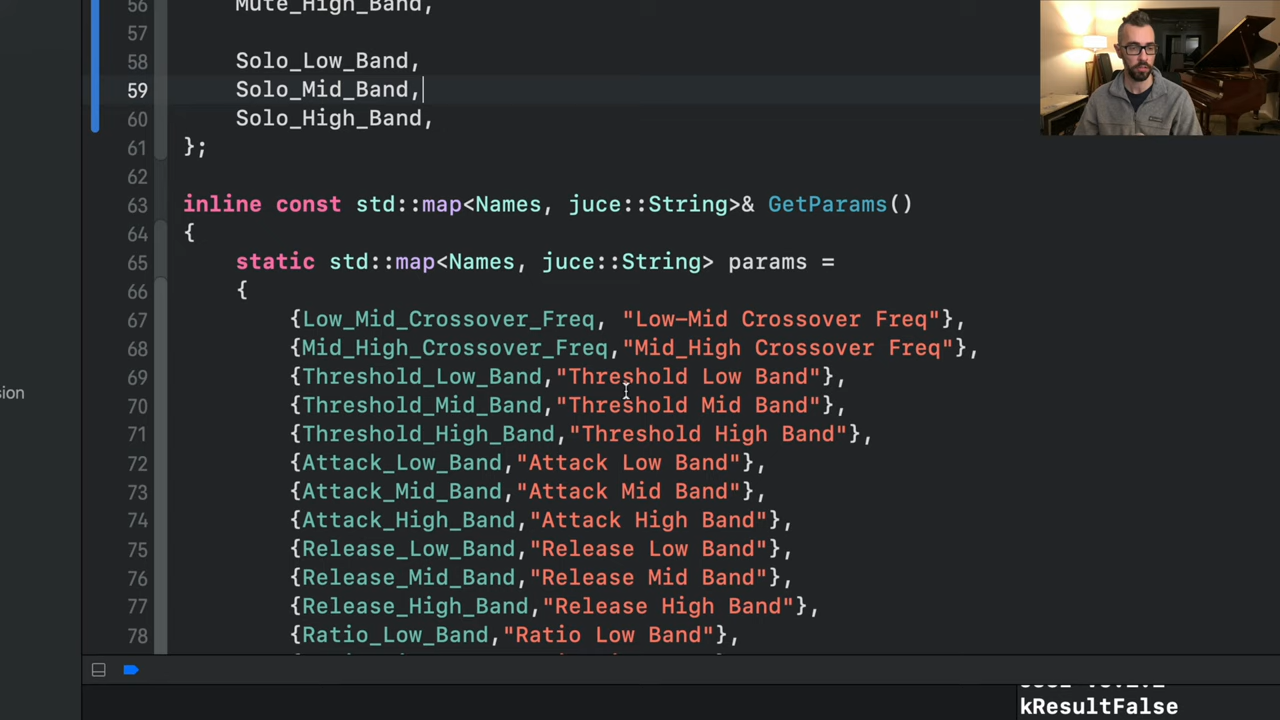 56 Mute_High_Band,
57
58 Solo_Low_Band,
59 Solo_Mid_Band,
60 Solo_High_Band,
61 };
62
63 inline const std::map<Names, juce::String>& GetParams()
64 {
65 static std::map<Names, juce::String> params =
66 {
67 {Low_Mid_Crossover_Freq, "Low-Mid Crossover Freq"},
68 {Mid_High_Crossover_Freq,"Mid_High Crossover Freq"},
69 {Threshold_Low_Band,"Threshold Low Band"},
70 {Threshold_Mid_Band,"Threshold Mid Band"},
71 {Threshold_High_Band,"Threshold High Band"},
72 {Attack_Low_Band,"Attack Low Band"},
73 {Attack_Mid_Band,"Attack Mid Band"},
74 {Attack_High_Band,"Attack High Band"},
75 {Release_Low_Band,"Release Low Band"},
76 {Release_Mid_Band,"Release Mid Band"},
77 {Release_High_Band,"Release High Band"},
78 {Ratio_Low_Band,"Ratio Low Band"},
sion
kResultFalse